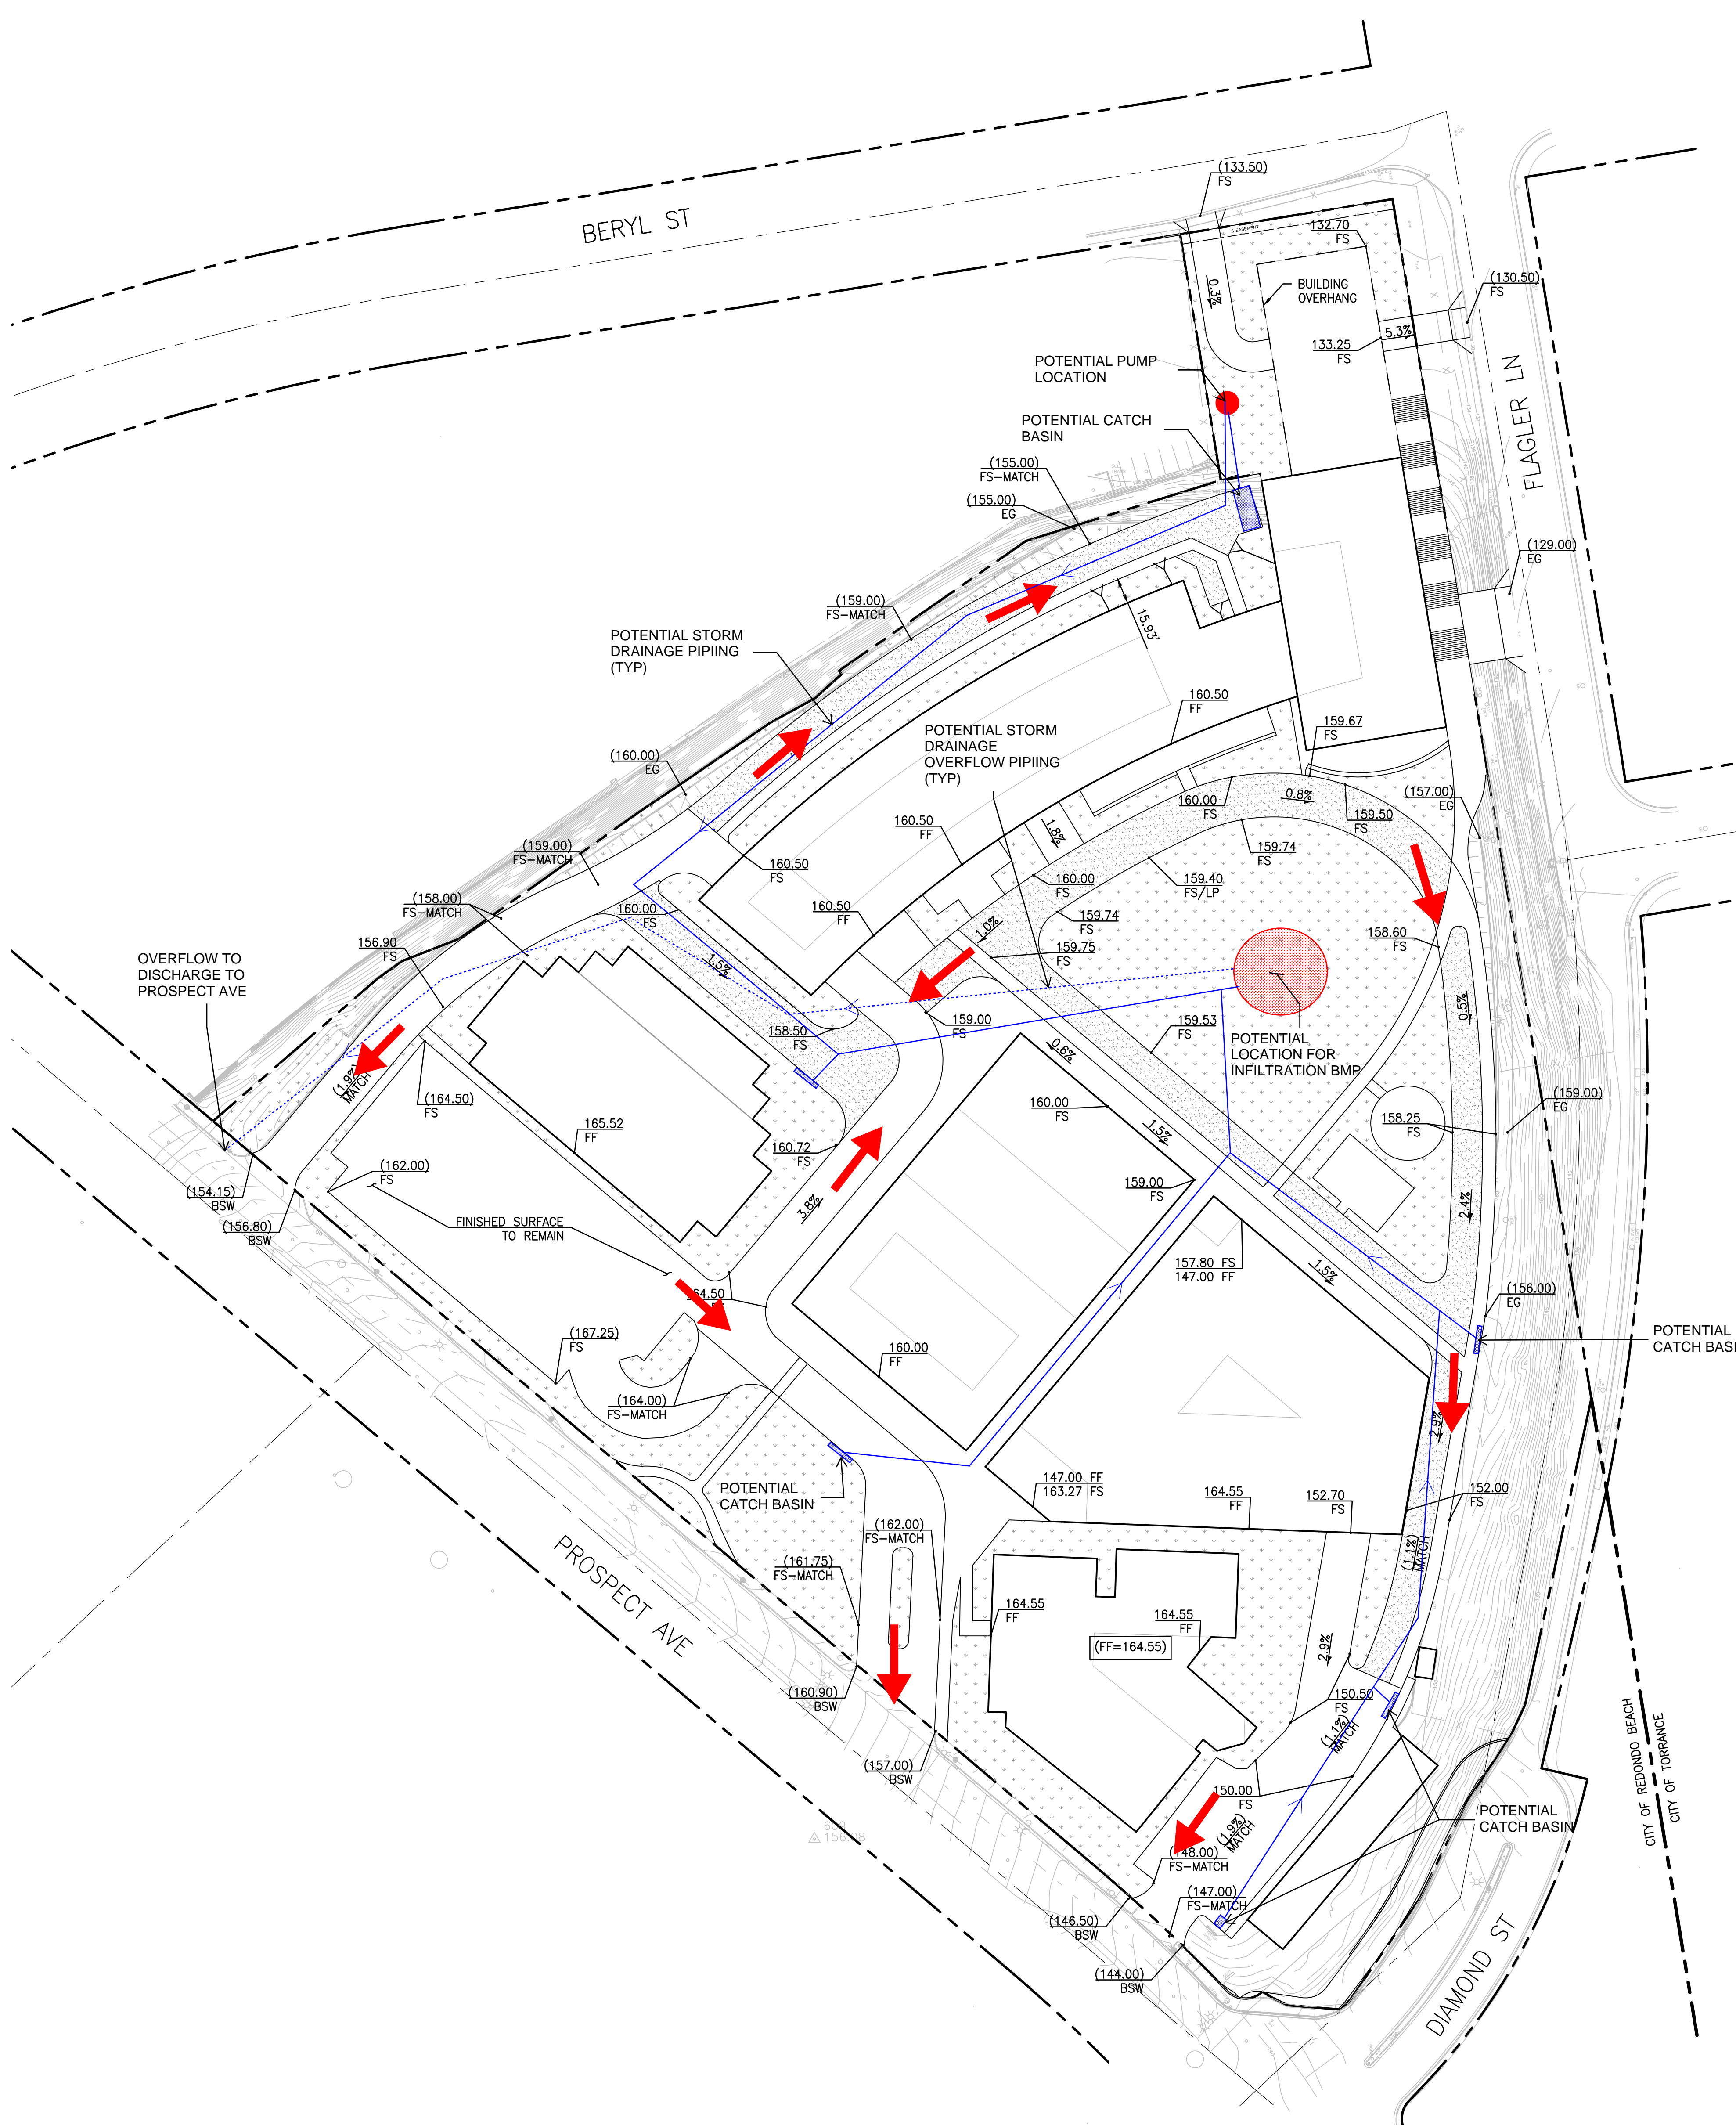 BERYL ST
(133.50)
FS
6' EASEMENT
132.70
FS
BUILDING
OVERHANG
0.3%
(130.50)
FS
5.3%
133.25
FS
POTENTIAL PUMP
LOCATION
FLAGLER LN
POTENTIAL CATCH
BASIN
(155.00)
FS-MATCH
(155.00)
EG
(129.00)
EG
(159.00)
FS-MATCH
15.93'
POTENTIAL STORM
DRAINAGE PIPIING
(TYP)
160.50
FF
159.67
FS
POTENTIAL STORM
DRAINAGE
OVERFLOW PIPIING
(TYP)
(160.00)
EG
160.00
FS
0.8%
159.50
FS
(157.00)
EG
160.50
FF
1.8%
159.74
FS
(159.00)
FS-MATCH
160.50
FS
160.00
FS
159.40
FS/LP
(158.00)
FS-MATCH
160.00
FS
160.50
FF
159.74
FS
1.0%
159.75
FS
158.60
FS
156.90
FS
OVERFLOW TO
DISCHARGE TO
PROSPECT AVE
1.5%
0.5%
158.50
FS
159.00
FS
159.53
FS
0.6%
POTENTIAL
LOCATION FOR
INFILTRATION BMP
(1.9%)
MATCH
(164.50)
FS
165.52
FF
160.00
FS
1.5%
(159.00)
EG
158.25
FS
160.72
FS
(162.00)
FS
(154.15)
BSW
(156.80)
BSW
FINISHED SURFACE
TO REMAIN
3.8%
159.00
FS
2.4%
157.80 FS
147.00 FF
1.5%
64.50
(156.00)
EG
POTENTIAL
CATCH BASI
(167.25)
FS
160.00
FF
(164.00)
FS-MATCH
2.9%
POTENTIAL
CATCH BASIN
147.00 FF
163.27 FS
164.55
FF
152.70
FS
152.00
FS
(162.00)
FS-MATCH
(1.1%)
MATCH
PROSPECT AVE
(161.75)
FS-MATCH
164.55
FF
164.55
FF
(FF=164.55)
2.9%
(160.90)
BSW
150.50
FS
(1.1%)
MATCH
(157.00)
BSW
150.00
FS
(1.9%)
MATCH
POTENTIAL
CATCH BASIN
CITY OF REDONDO BEACH
CITY OF TORRANCE
(148.00)
FS-MATCH
(147.00)
FS-MATCH
(146.50)
BSW
(144.00)
BSW
DIAMOND ST